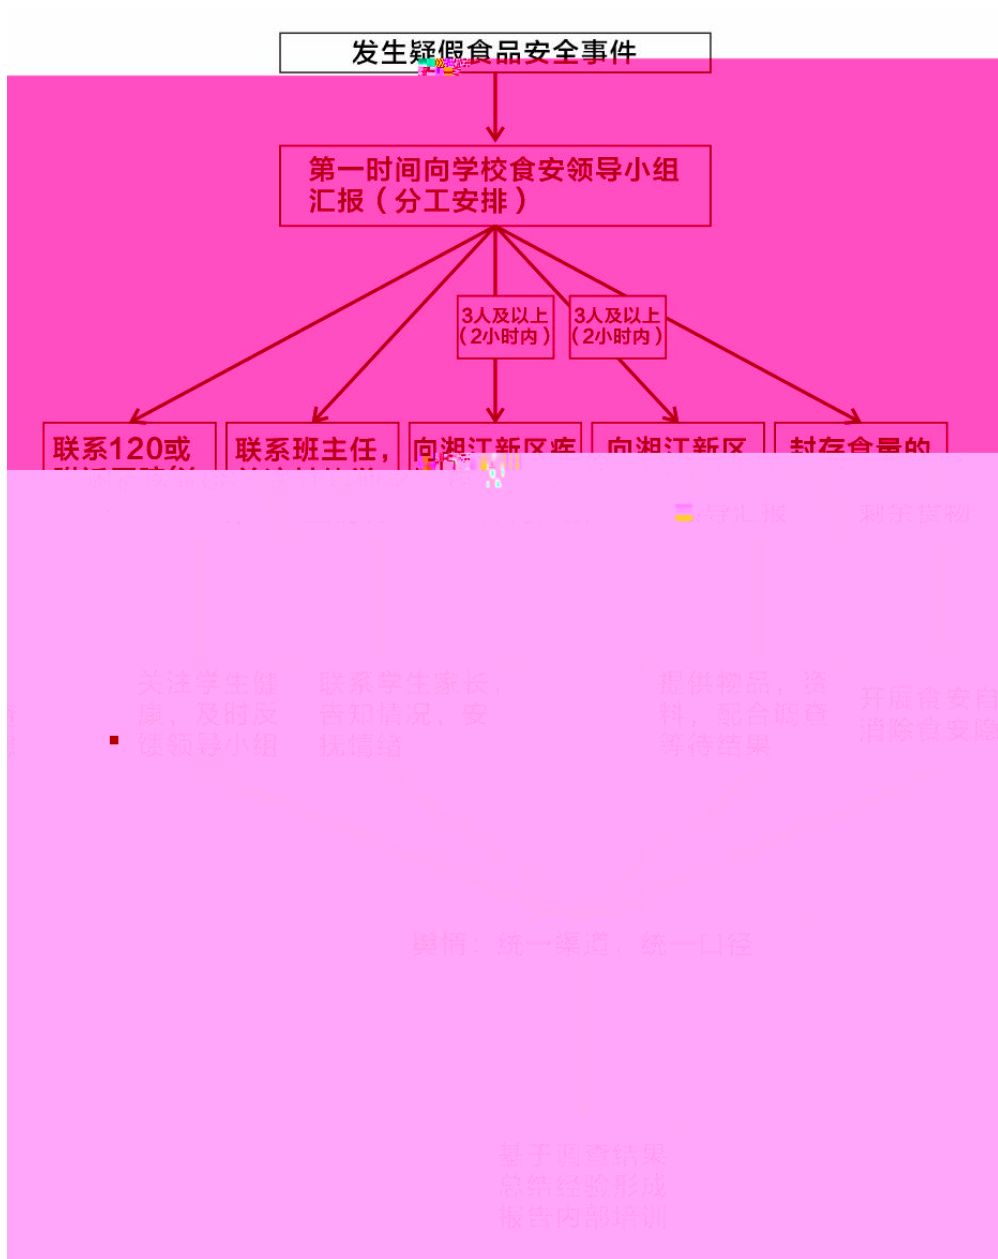 发生疑假食品安全事件
第一时间向学校食安领导小组
汇报（分工安排）
3人及以上
（2小时内）
3人及以上
（2小时内）
联系120或
联系班主任，
向湘江新区疾
向湘江新区
封存食量的
导汇报
剩余食物
关注学生健
康、及时反
馈领导小组
联系学生家长，
告知情况、安
抚情绪
提供物品，资
料，配合调查
等待结果
开展食安自
消除食安隐
舆情：统一渠道，统一口径
基于调查结果
总结经验形成
报告内部培训